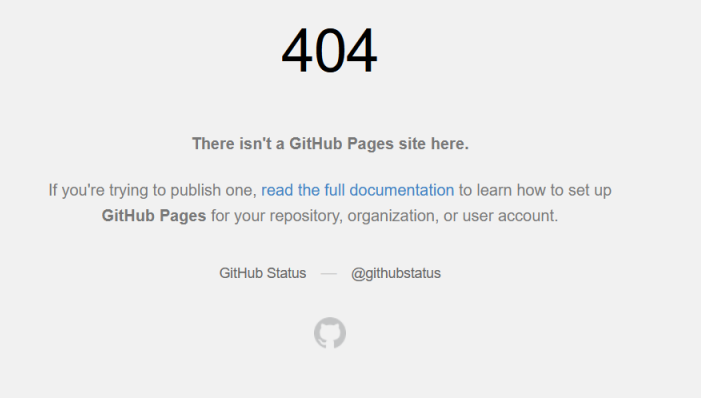 404
There isn't a GitHub Pages site here.
If you're trying to publish one, read the full documentation to learn how to set up
GitHub Pages for your repository, organization, or user account.
GitHub Status — @githubstatus